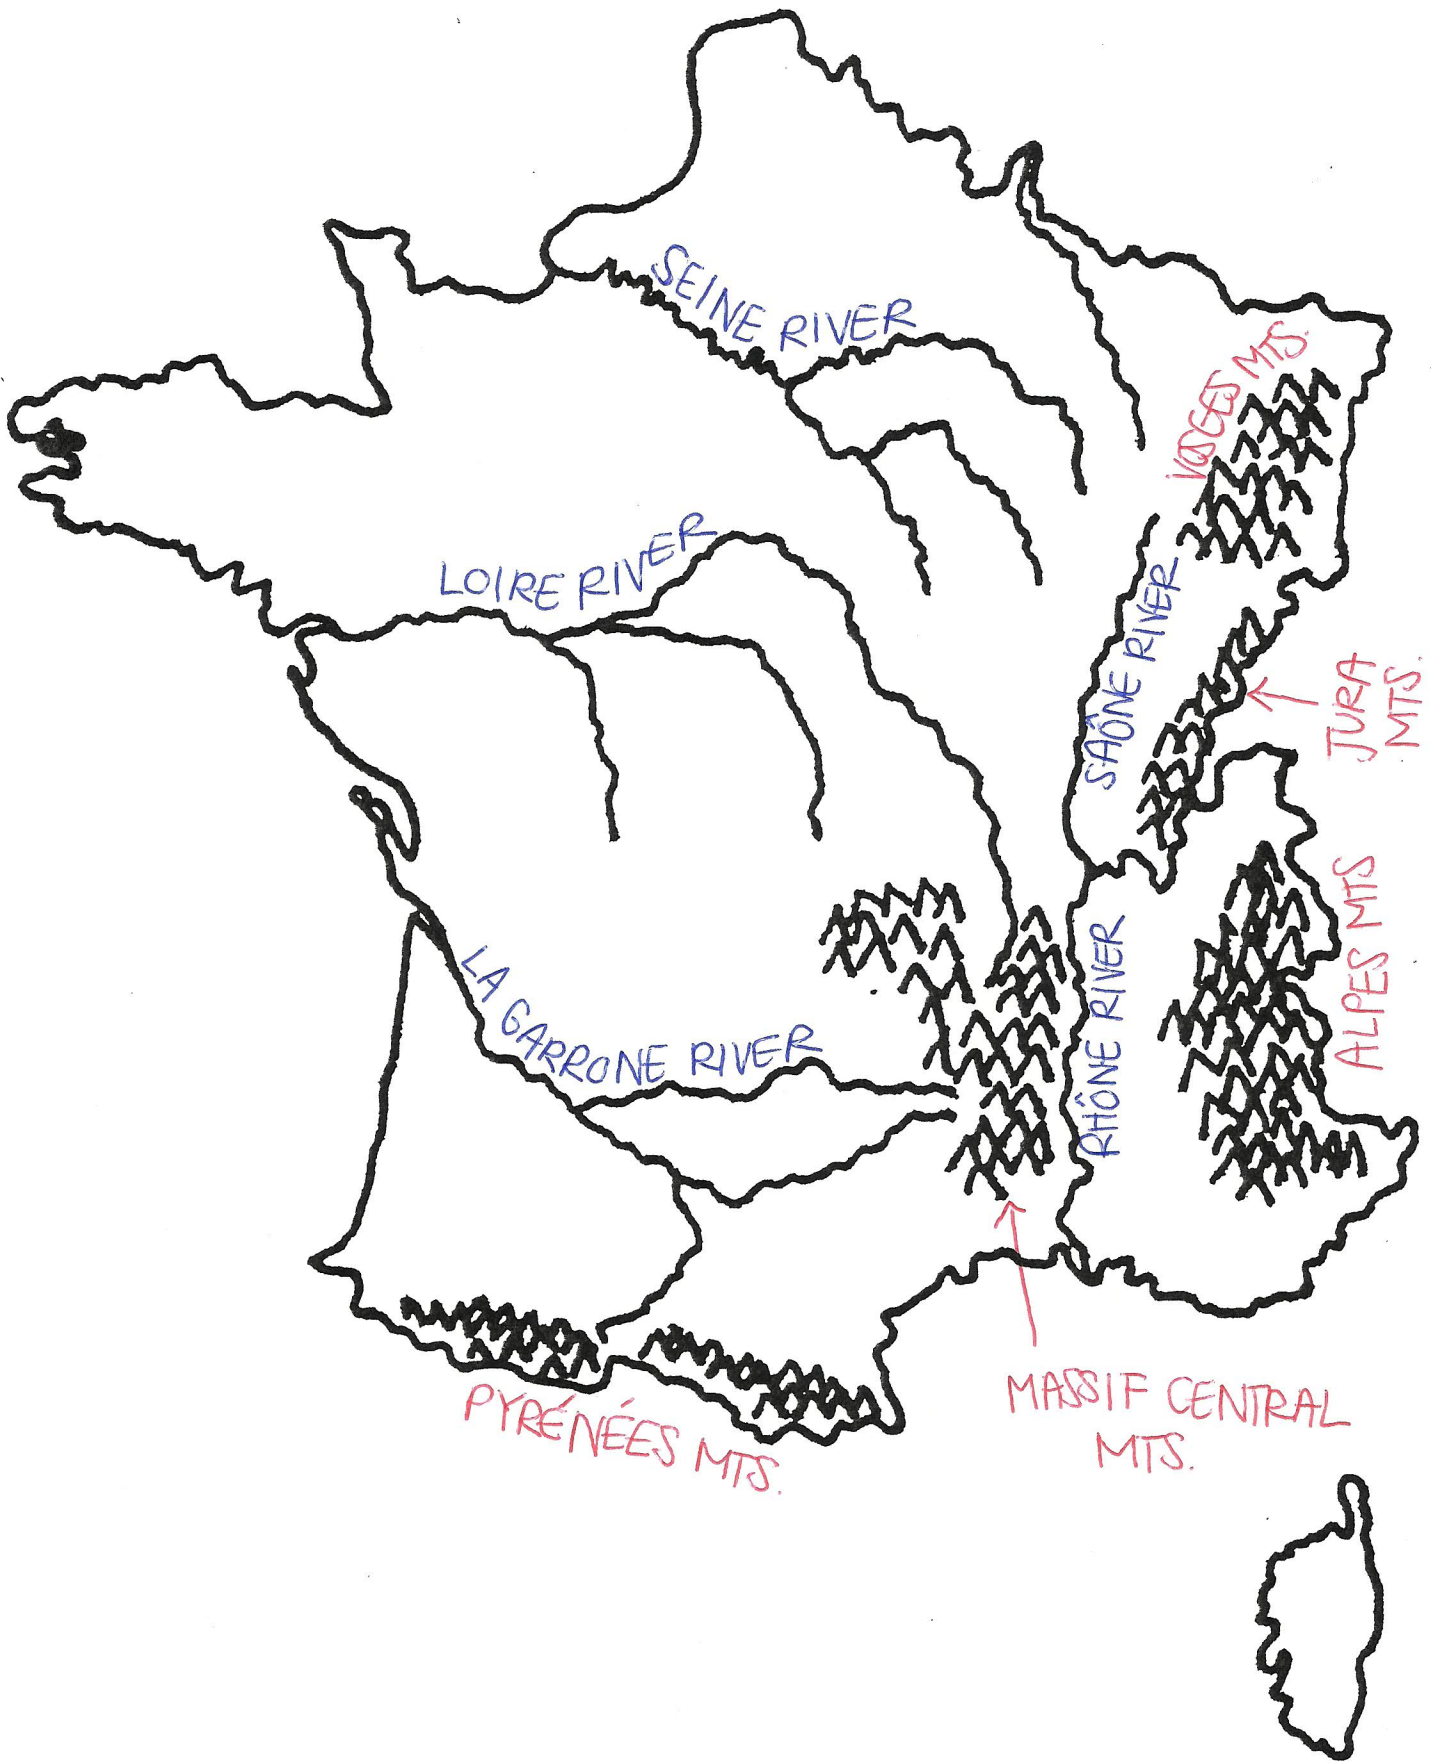 SEINE RIVER
VOSGES MTS.
LOIRE RIVER
SAÔNE RIVER
JURA
MTS.
ALPES MTS
RHÔNE RIVER
LA GARRONE RIVER
MASSIF CENTRAL
MTS.
PYRÉNÉES MTS.